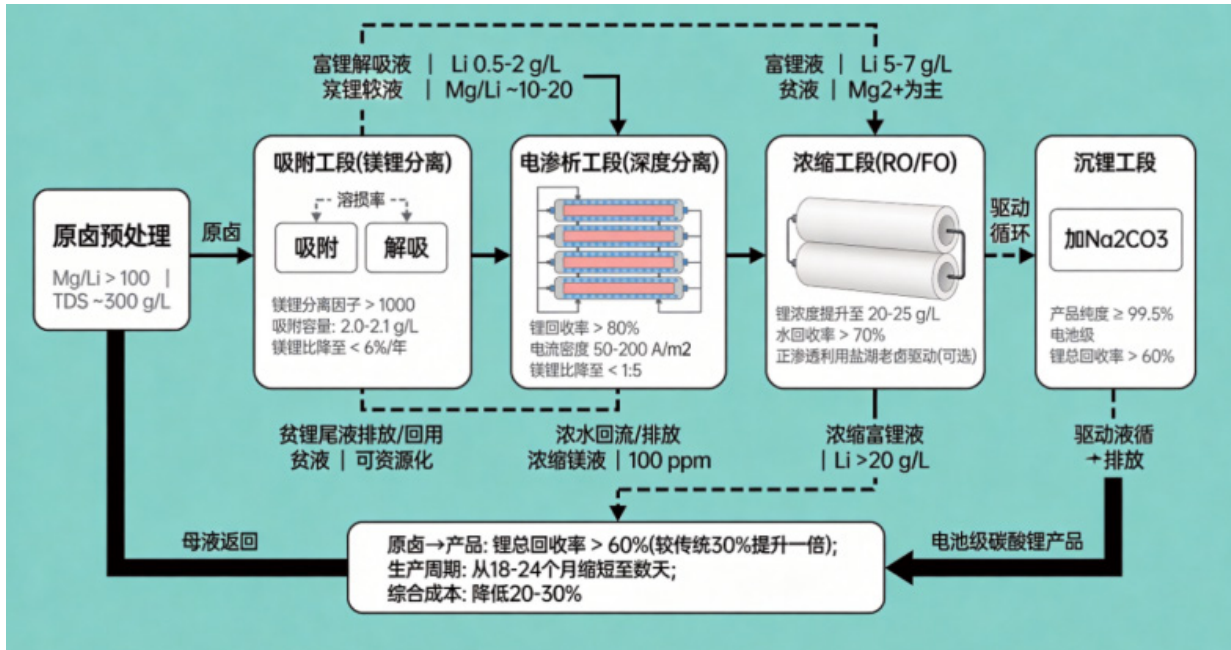 富锂解吸液 | Li 0.5-2 g/L
锂软液 | Mg/Li ~10-20
富锂液 | Li 5-7 g/L
贫液 | Mg2+为主
原卤预处理
Mg/Li > 100 |
TDS ~300 g/L
原卤
吸附工段(镁锂分离)
溶损率
吸附
解吸
镁锂分离因子 > 1000
吸附容量: 2.0-2.1 g/L
镁锂比降至 < 6%/年
电渗析工段(深度分离)
锂回收率 > 80%
电流密度 50-200 A/m2
镁锂比降至 < 1:5
浓缩工段(RO/FO)
锂浓度提升至 20-25 g/L
水回收率 > 70%
正渗透利用盐湖老卤驱动(可选)
驱动
循环
沉锂工段
加Na2CO3
产品纯度 ≥ 99.5%
电池级
锂总回收率 > 60%
贫锂尾液排放/回用
贫液 | 可资源化
浓水回流/排放
浓缩镁液 | 100 ppm
浓缩富锂液
| Li >20 g/L
驱动液循
排放
母液返回
原卤→产品: 锂总回收率 > 60%(较传统30%提升一倍);
生产周期: 从18-24个月缩短至数天;
综合成本: 降低20-30%
电池级碳酸锂产品